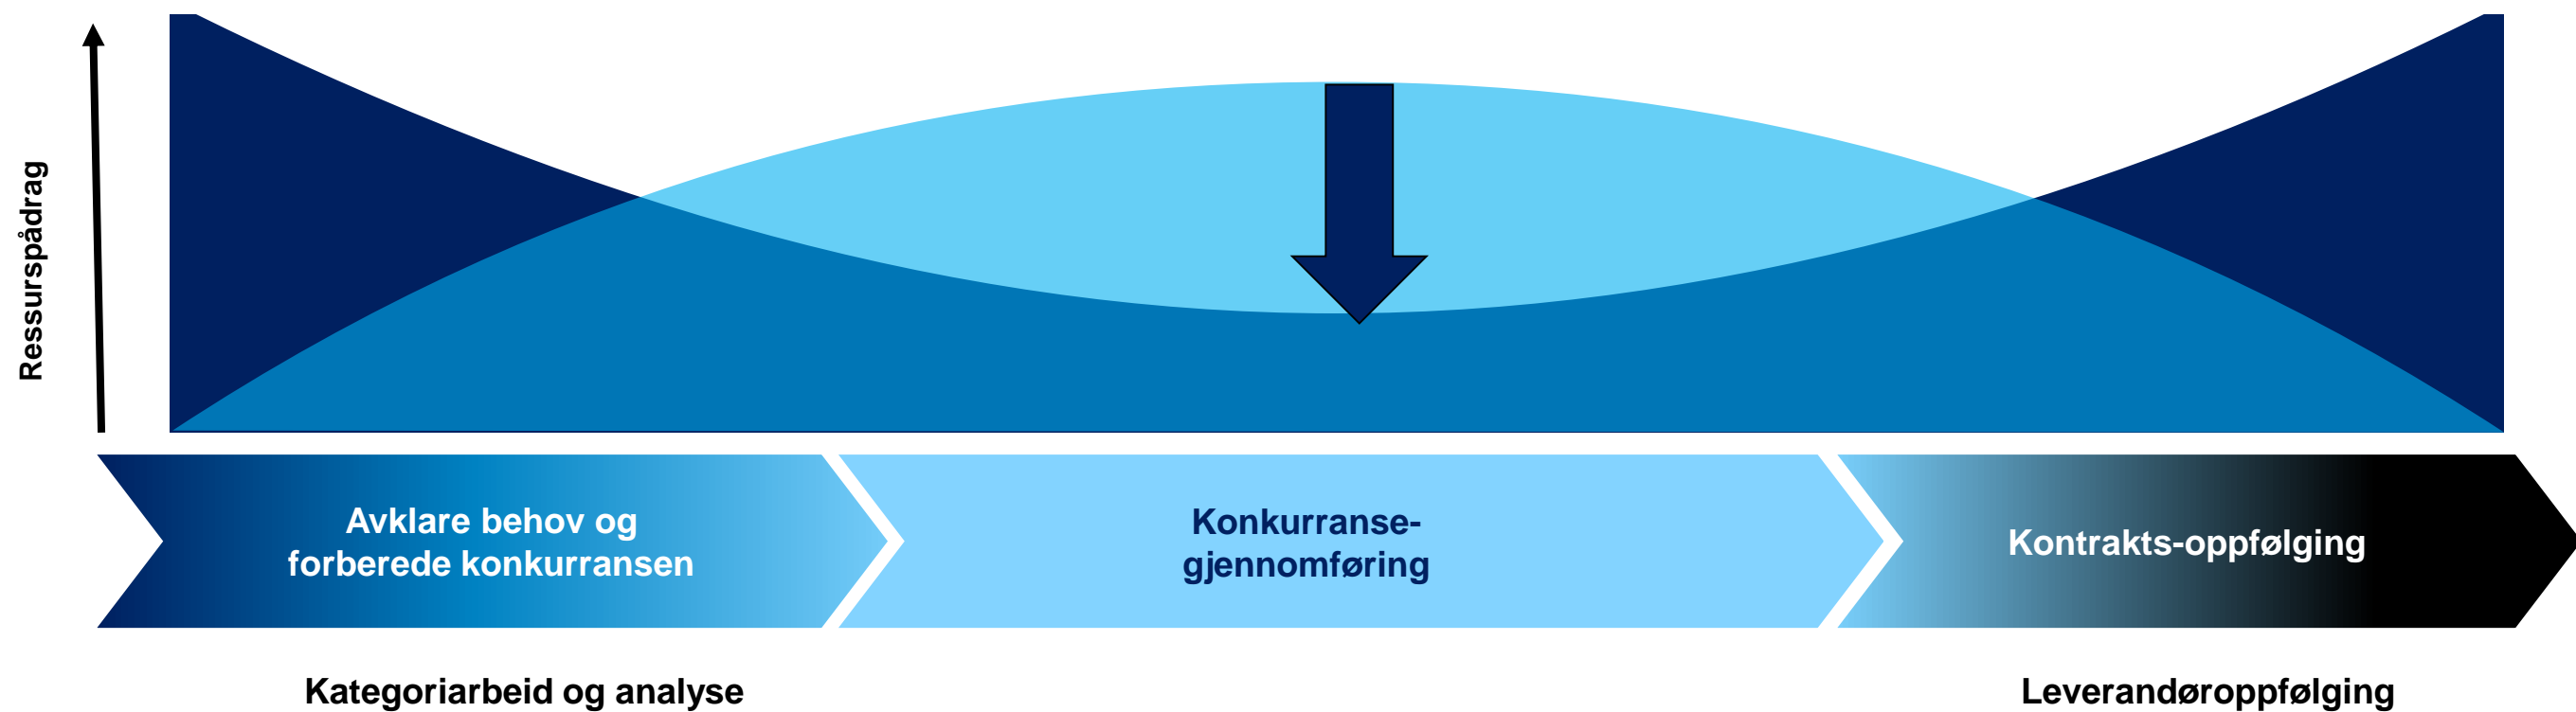 Ressurspådrag
Avklare behov og
forberede konkurransen
Konkurranse-
gjennomføring
Kontrakts-oppfølging
Kategoriarbeid og analyse
Leverandøroppfølging